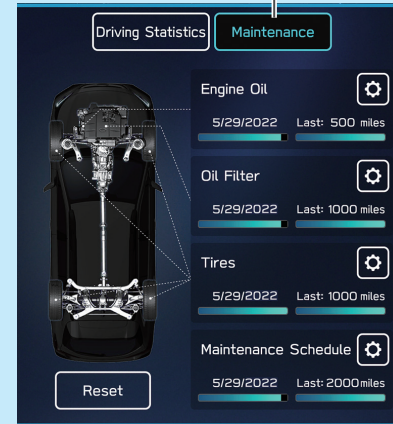 Driving Statistics
Maintenance
Engine Oil
5/29/2022 Last: 500 miles
Oil Filter
5/29/2022 Last: 1000 miles
Tires
5/29/2022 Last: 1000 miles
Maintenance Schedule
5/29/2022 Last: 2000 miles
Reset